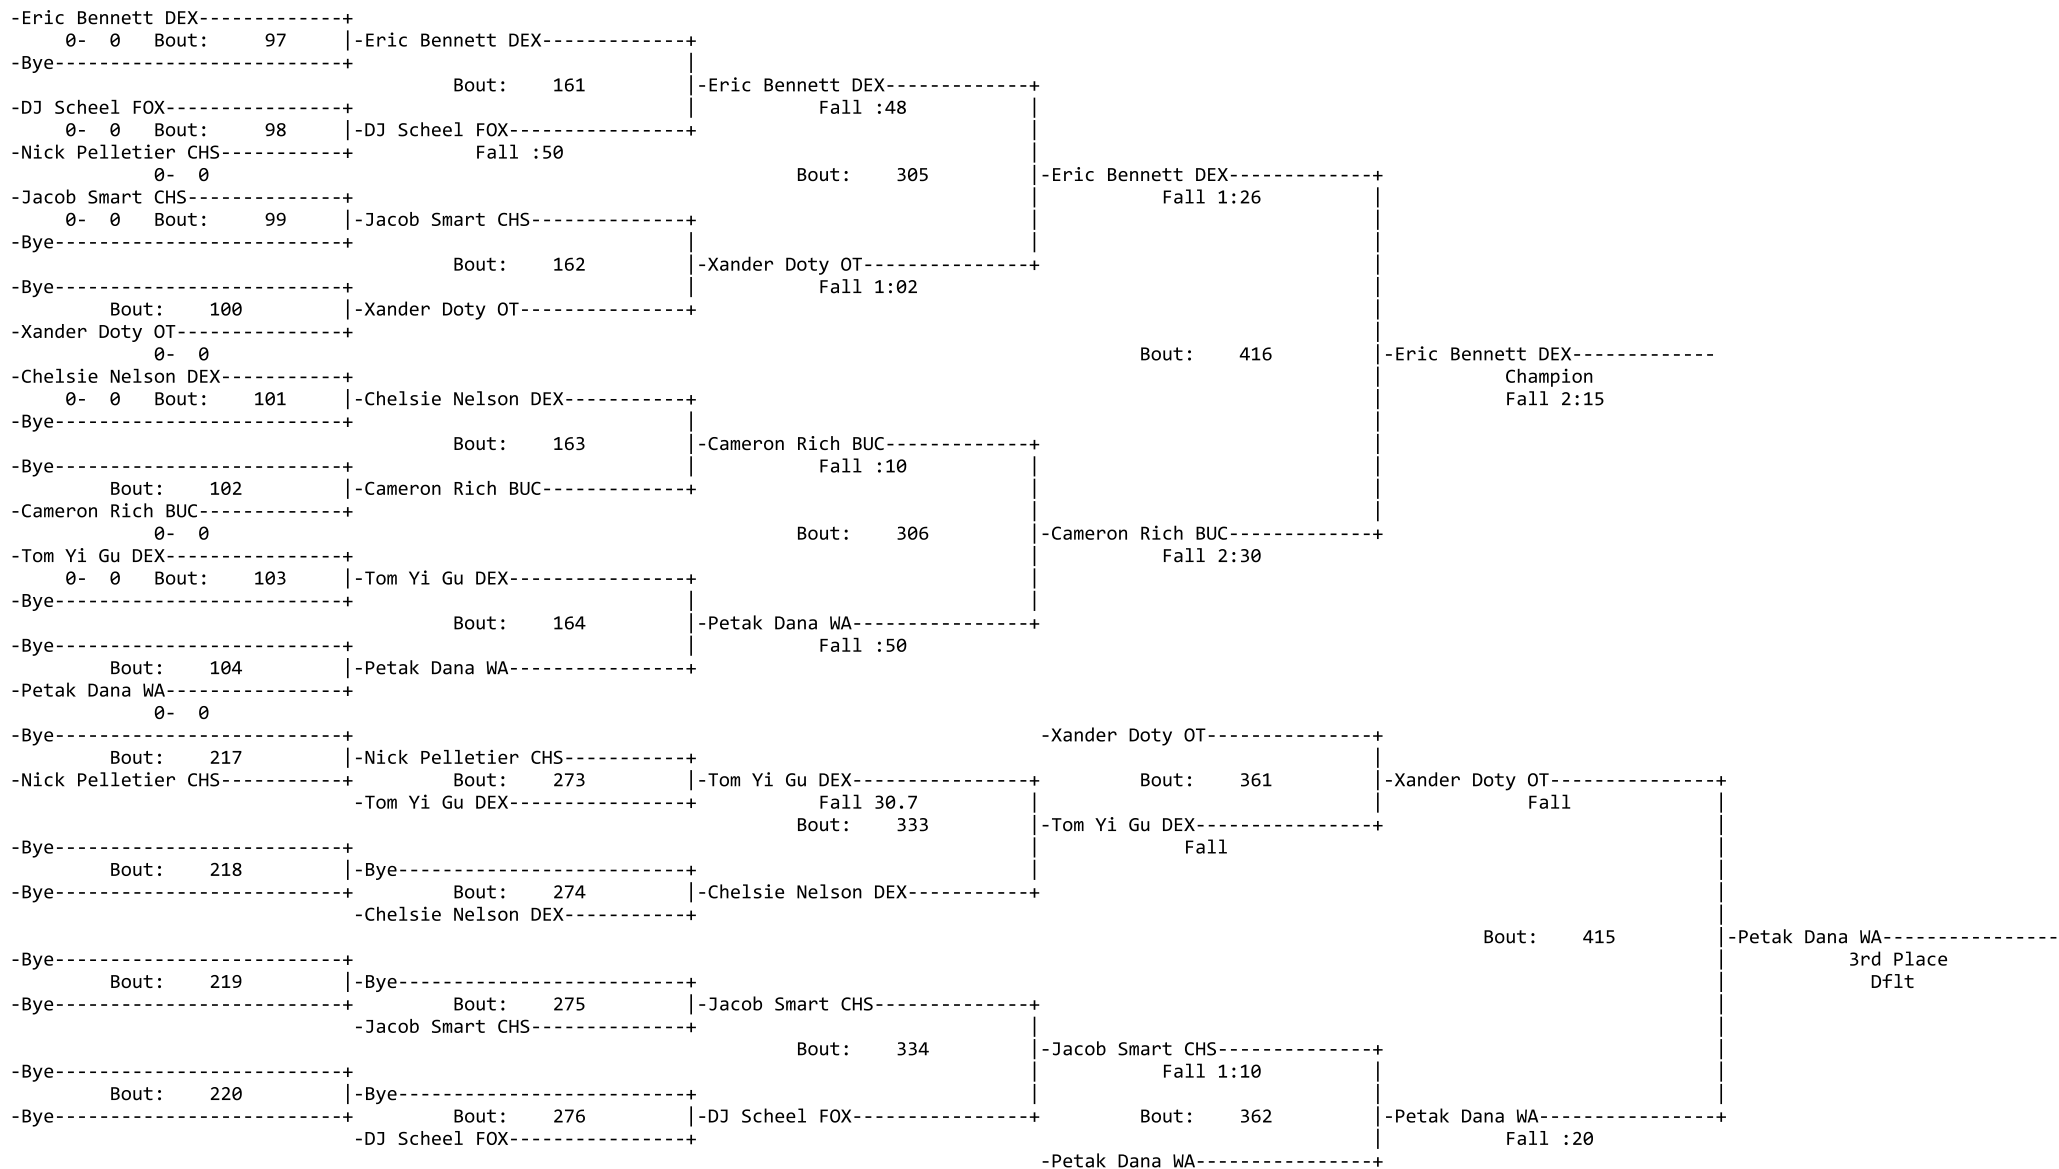 -Eric Bennett DEX-------------+
0- 0 Bout: 97 |-Eric Bennett DEX-------------+
-Bye--------------------------+ |
Bout: 161 |-Eric Bennett DEX-------------+
-DJ Scheel FOX----------------+ | Fall :48 |
0- 0 Bout: 98 |-DJ Scheel FOX----------------+ |
-Nick Pelletier CHS-----------+ Fall :50 |
0- 0 Bout: 305 |-Eric Bennett DEX-------------+
-Jacob Smart CHS--------------+ | Fall 1:26 |
0- 0 Bout: 99 |-Jacob Smart CHS--------------+ | |
-Bye--------------------------+ | | |
Bout: 162 |-Xander Doty OT---------------+ |
-Bye--------------------------+ | Fall 1:02 |
Bout: 100 |-Xander Doty OT---------------+ |
-Xander Doty OT---------------+ |
0- 0 Bout: 416 |-Eric Bennett DEX-------------
-Chelsie Nelson DEX-----------+ | Champion
0- 0 Bout: 101 |-Chelsie Nelson DEX-----------+ | Fall 2:15
-Bye--------------------------+ | |
Bout: 163 |-Cameron Rich BUC-------------+ |
-Bye--------------------------+ | Fall :10 | |
Bout: 102 |-Cameron Rich BUC-------------+ | |
-Cameron Rich BUC-------------+ | |
0- 0 Bout: 306 |-Cameron Rich BUC-------------+
-Tom Yi Gu DEX----------------+ | Fall 2:30
0- 0 Bout: 103 |-Tom Yi Gu DEX----------------+ |
-Bye--------------------------+ | |
Bout: 164 |-Petak Dana WA----------------+
-Bye--------------------------+ | Fall :50
Bout: 104 |-Petak Dana WA----------------+
-Petak Dana WA----------------+
0- 0
-Bye--------------------------+ -Xander Doty OT---------------+
Bout: 217 |-Nick Pelletier CHS-----------+ |
-Nick Pelletier CHS-----------+ Bout: 273 |-Tom Yi Gu DEX----------------+ Bout: 361 |-Xander Doty OT---------------+
-Tom Yi Gu DEX----------------+ Fall 30.7 | | Fall |
Bout: 333 |-Tom Yi Gu DEX----------------+ |
-Bye--------------------------+ | Fall |
Bout: 218 |-Bye--------------------------+ | |
-Bye--------------------------+ Bout: 274 |-Chelsie Nelson DEX-----------+ |
-Chelsie Nelson DEX-----------+ |
Bout: 415 |-Petak Dana WA----------------
-Bye--------------------------+ | 3rd Place
Bout: 219 |-Bye--------------------------+ | Dflt
-Bye--------------------------+ Bout: 275 |-Jacob Smart CHS--------------+ |
-Jacob Smart CHS--------------+ | |
Bout: 334 |-Jacob Smart CHS--------------+ |
-Bye--------------------------+ | Fall 1:10 | |
Bout: 220 |-Bye--------------------------+ | | |
-Bye--------------------------+ Bout: 276 |-DJ Scheel FOX----------------+ Bout: 362 |-Petak Dana WA----------------+
-DJ Scheel FOX----------------+ | Fall :20
-Petak Dana WA----------------+